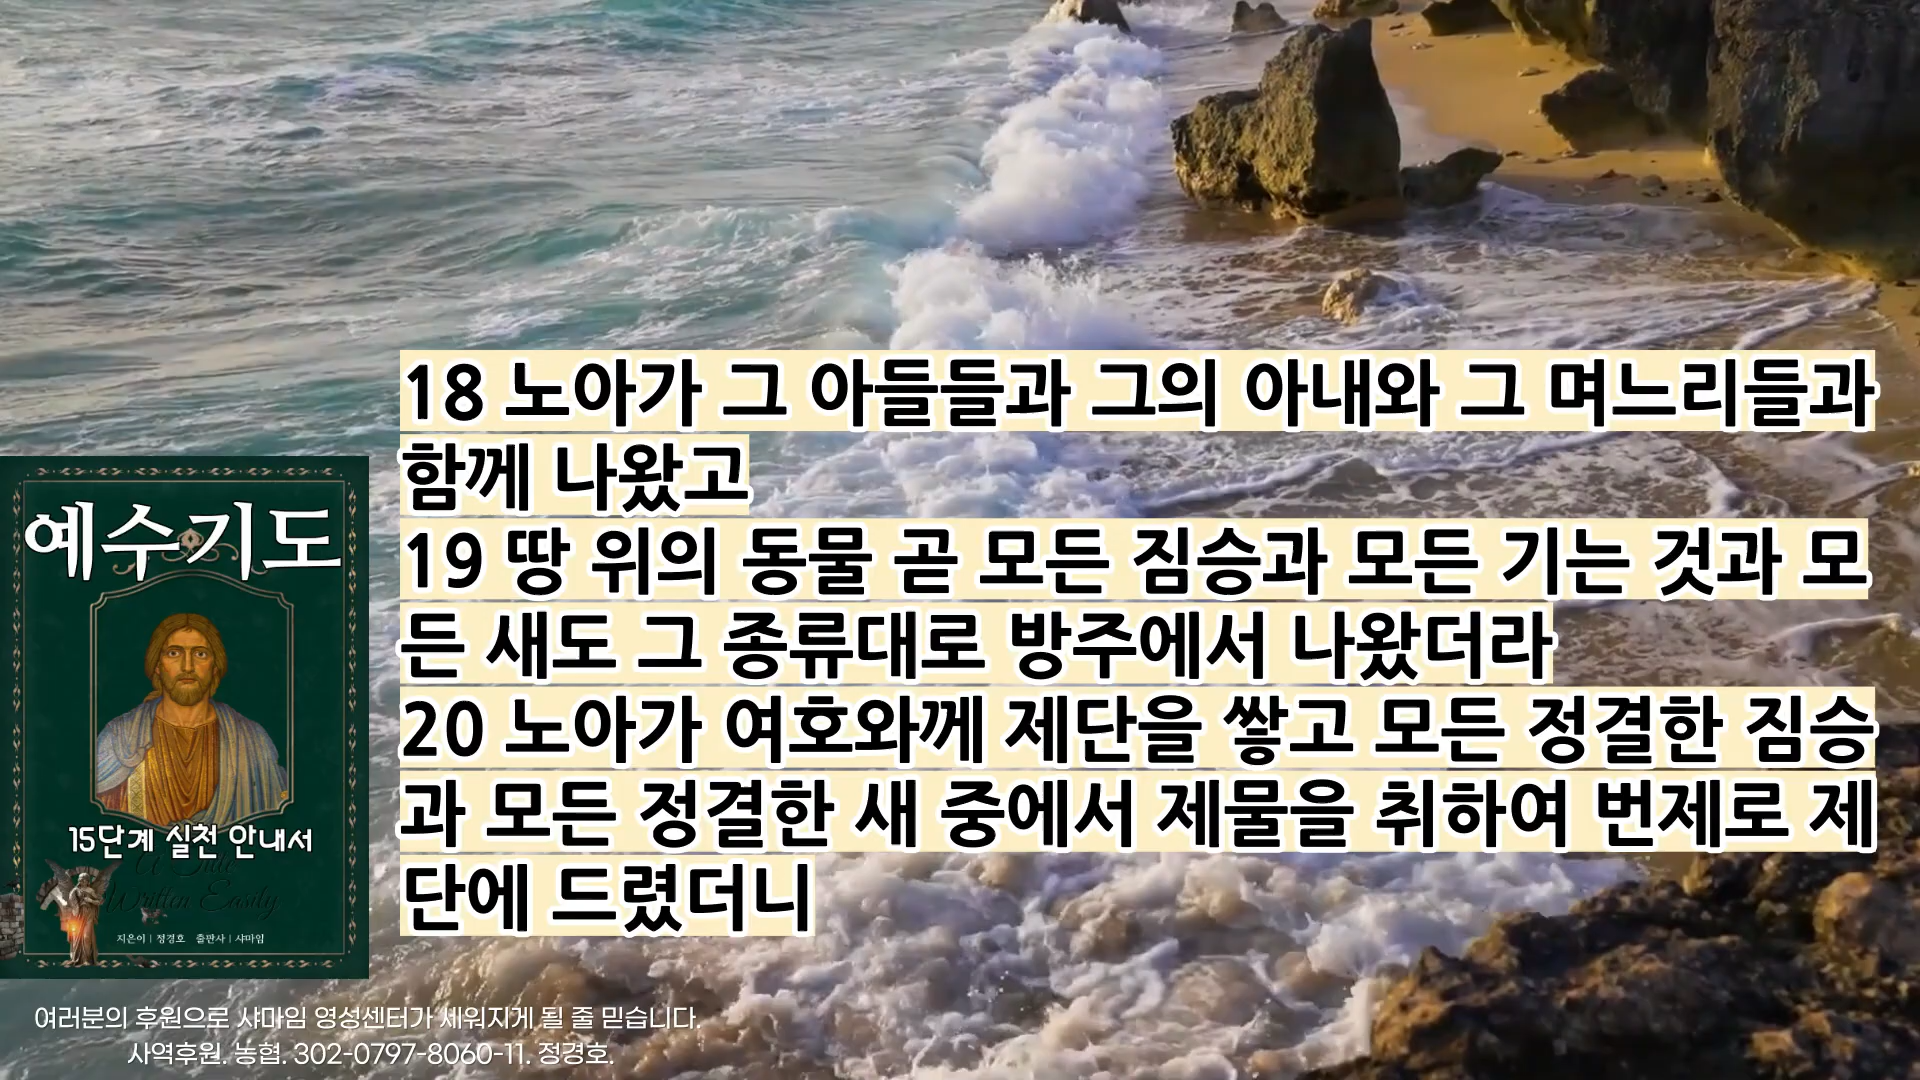 18 노아가 그 아들들과 그의 아내와 그 며느리들과
함께 나왔고
19 땅 위의 동물 곧 모든 짐승과 모든 기는 것과 모
든 새도 그 종류대로 방주에서 나왔더라
20 노아가 여호와께 제단을 쌓고 모든 정결한 짐승
과 모든 정결한 새 중에서 제물을 취하여 번제로 제
단에 드렸더니
예수기도
15단계 실천 안내서
Written Easily
지은이 | 정경호 출판사 | 샤마임
여러분의 후원으로 샤마임 영성센터가 세워지게 될 줄 믿습니다.
사역후원. 농협. 302-0797-8060-11. 정경호.